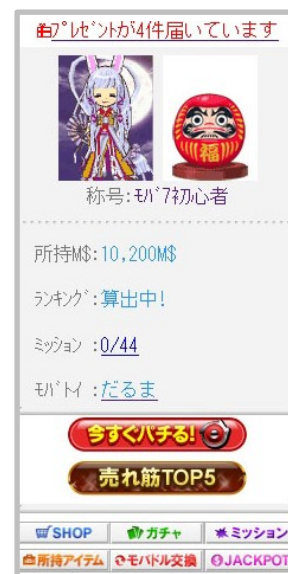 ﾌﾟﾚｾﾞﾝﾄが4件届いています
福
称号:ﾓﾊﾞ7初心者
所持M$:10,200M$
ﾗﾝｷﾝｸﾞ:算出中!
ﾐｯｼｮﾝ :0/44
ﾓﾊﾞﾄｲ :だるま
今すぐパチる!
売れ筋TOP5
SHOP ガチャ ミッション
所持アイテム モバドル交換 JACKPOT